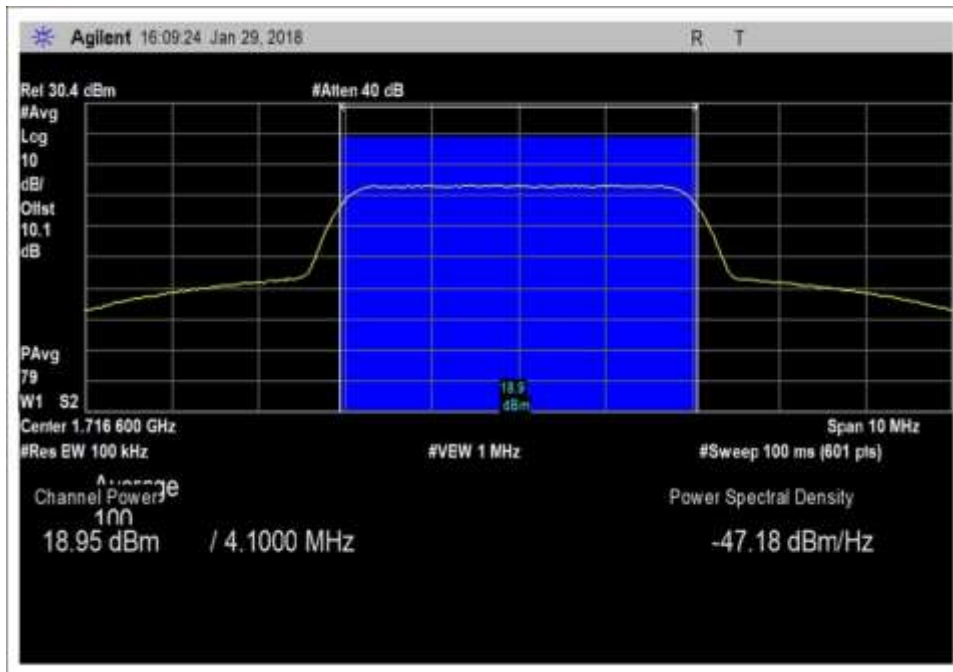 Agilent 16:09:24 Jan 29, 2018 R T
Ref 30.4 dBm #Atten 40 dB
#Avg
Log
10
dB/
Offst
10.1
dB
PAvg
79
W1 S2
18.9
dBm
Center 1.716 600 GHz Span 10 MHz
#Res BW 100 kHz #VBW 1 MHz #Sweep 100 ms (601 pts)
Average
Channel Power Power Spectral Density
100
18.95 dBm / 4.1000 MHz -47.18 dBm/Hz